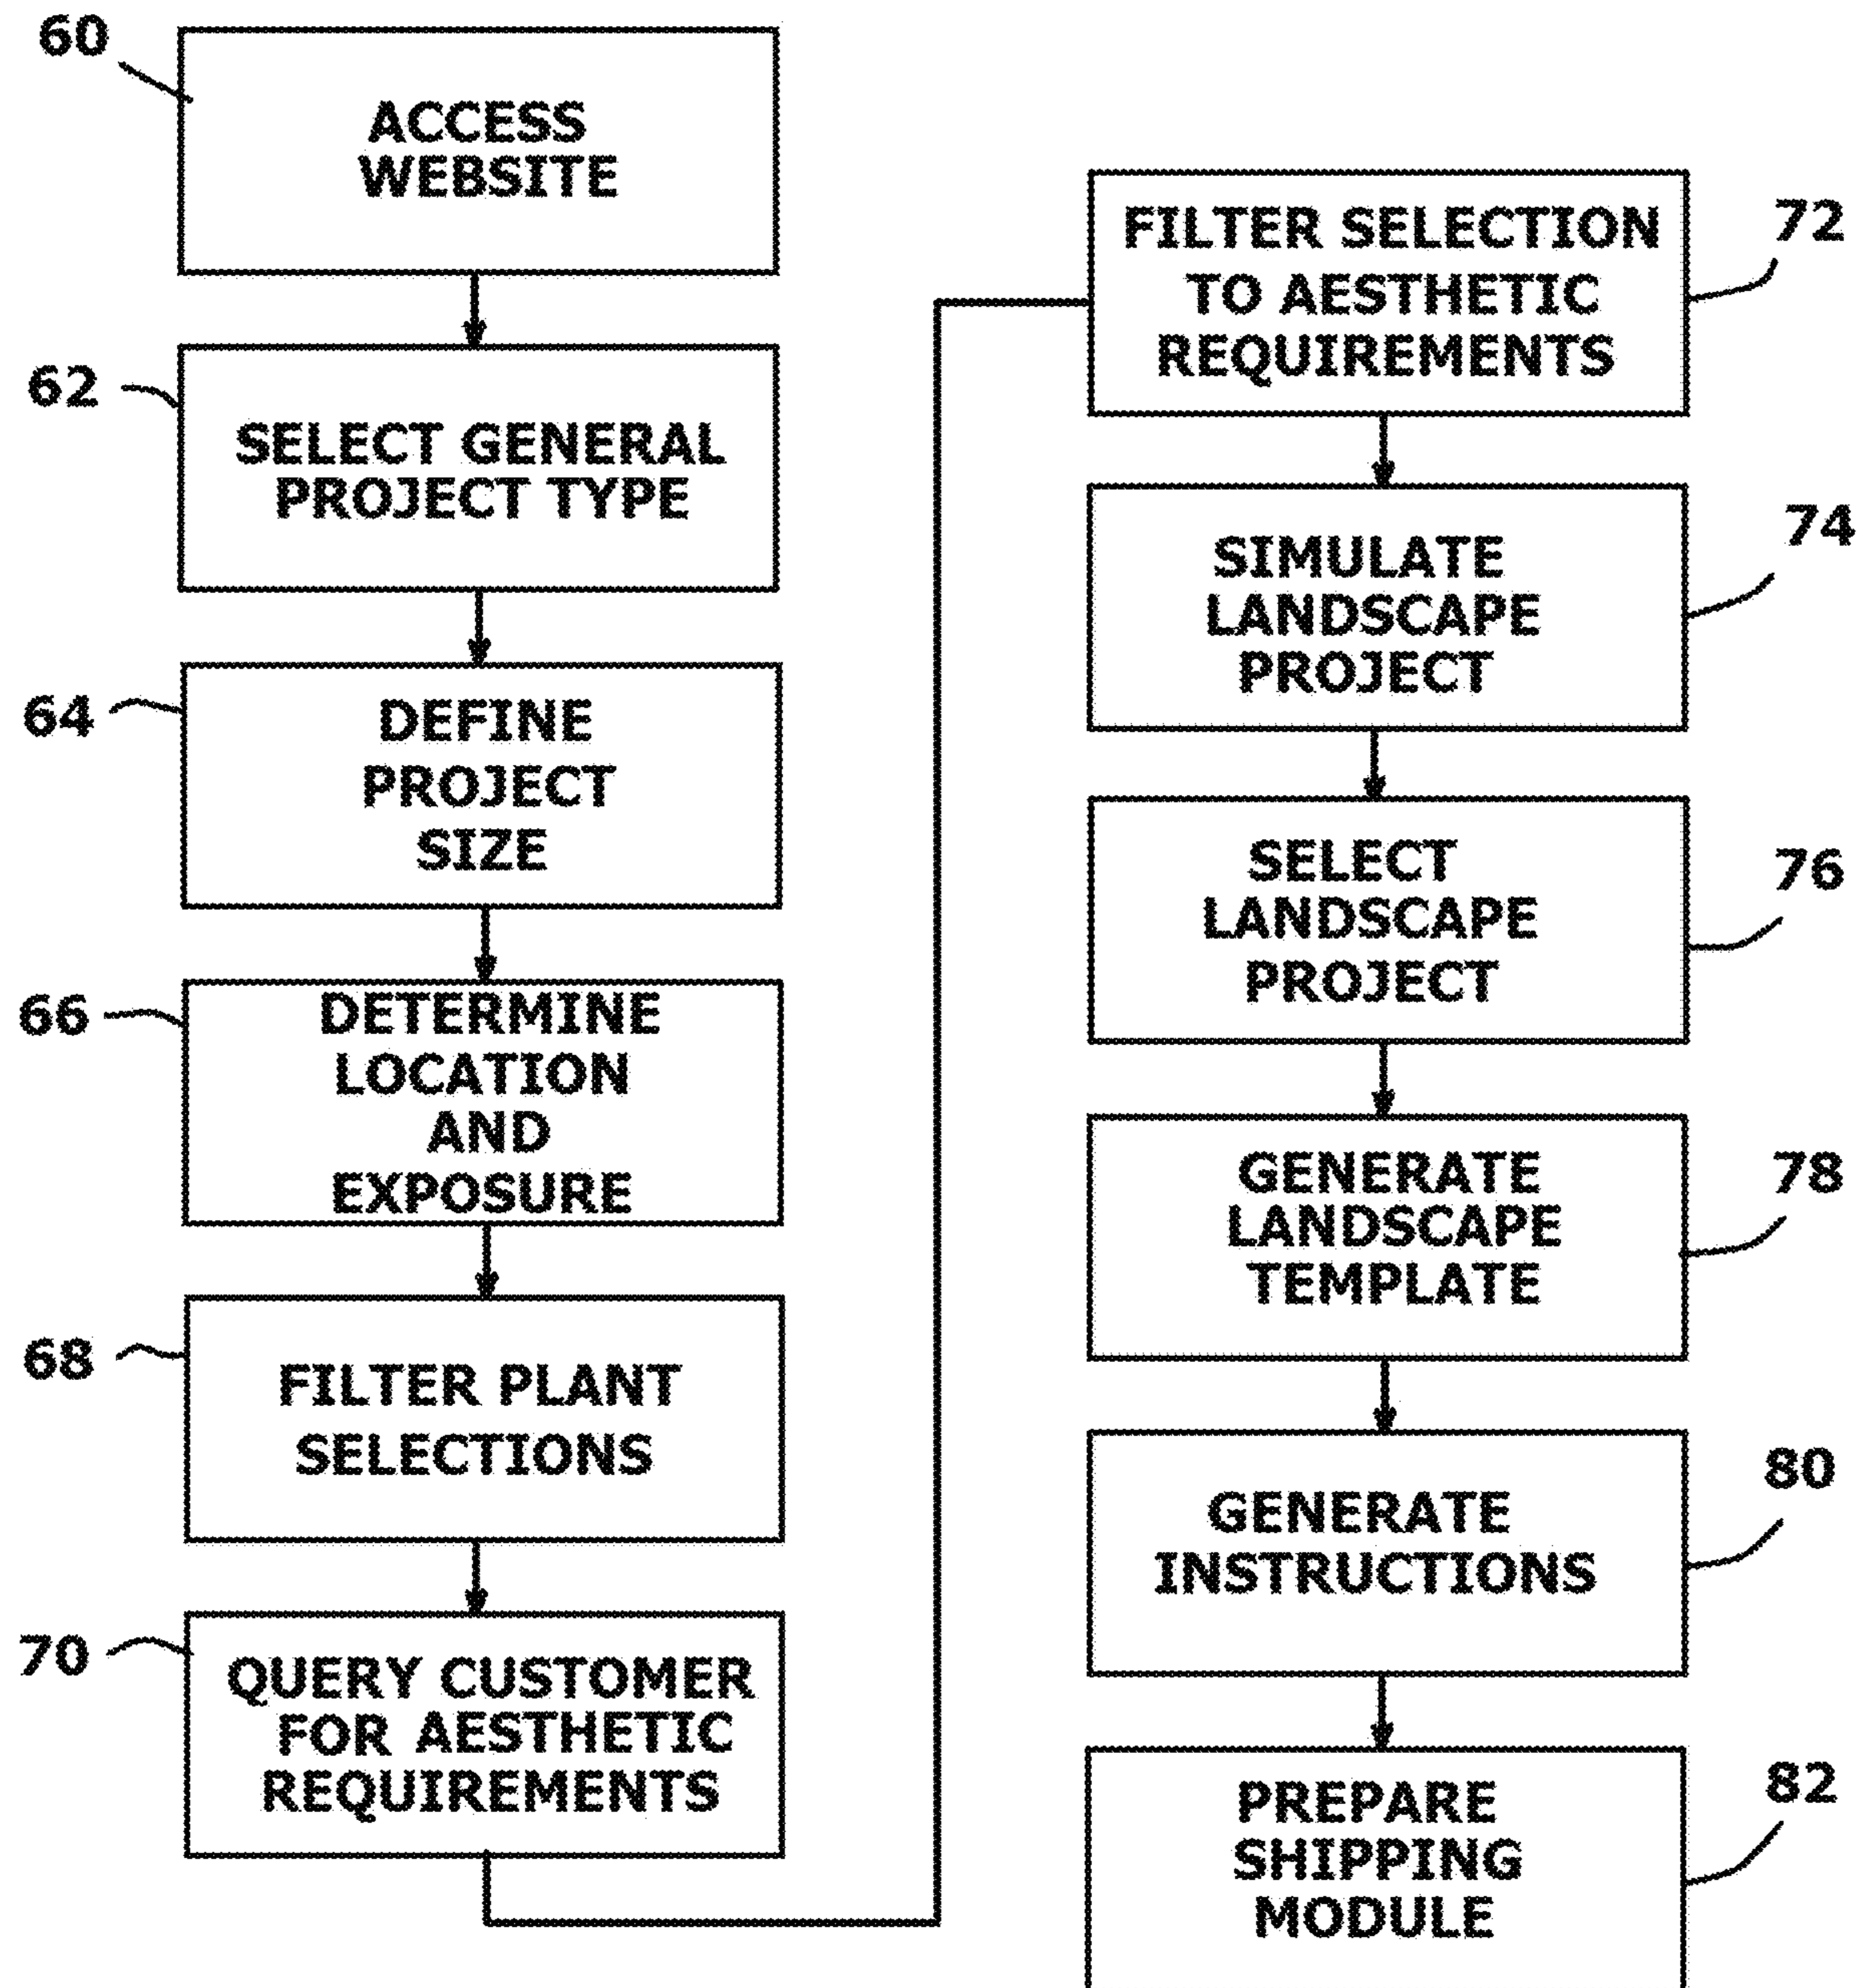 60
ACCESS
WEBSITE
62
SELECT GENERAL
PROJECT TYPE
64
DEFINE
PROJECT
SIZE
66
DETERMINE
LOCATION
AND
EXPOSURE
68
FILTER PLANT
SELECTIONS
70
QUERY CUSTOMER
FOR AESTHETIC
REQUIREMENTS
72
FILTER SELECTION
TO AESTHETIC
REQUIREMENTS
74
SIMULATE
LANDSCAPE
PROJECT
76
SELECT
LANDSCAPE
PROJECT
78
GENERATE
LANDSCAPE
TEMPLATE
80
GENERATE
INSTRUCTIONS
82
PREPARE
SHIPPING
MODULE